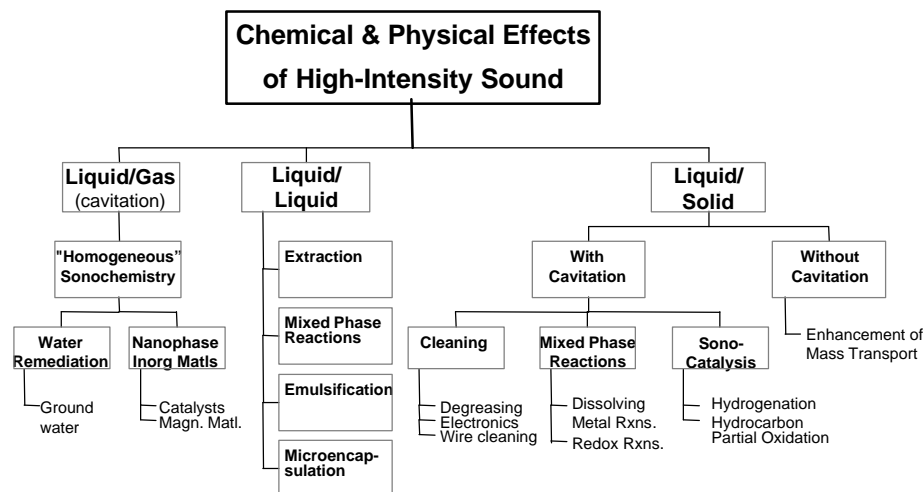 Chemical & Physical Effects
of High-Intensity Sound
Liquid/Gas
(cavitation)
Liquid/
Liquid
Liquid/
Solid
"Homogeneous”
Sonochemistry
Extraction
With
Cavitation
Without
Cavitation
Water
Remediation
Nanophase
Inorg Matls
Mixed Phase
Reactions
Cleaning
Mixed Phase
Reactions
Sono-
Catalysis
Enhancement of
Mass Transport
Ground
water
Catalysts
Magn. Matl.
Emulsification
Degreasing
Electronics
Wire cleaning
Dissolving
Metal Rxns.
Redox Rxns.
Hydrogenation
Hydrocarbon
Partial Oxidation
Microencap-
sulation